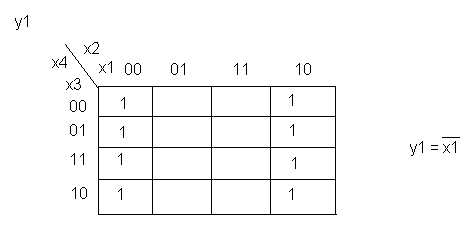 y1
x2
x4
x1 00 01 11 10
x3
00 1 1
01 1 1
11 1 1
10 1 1
y1 = x̅1̅